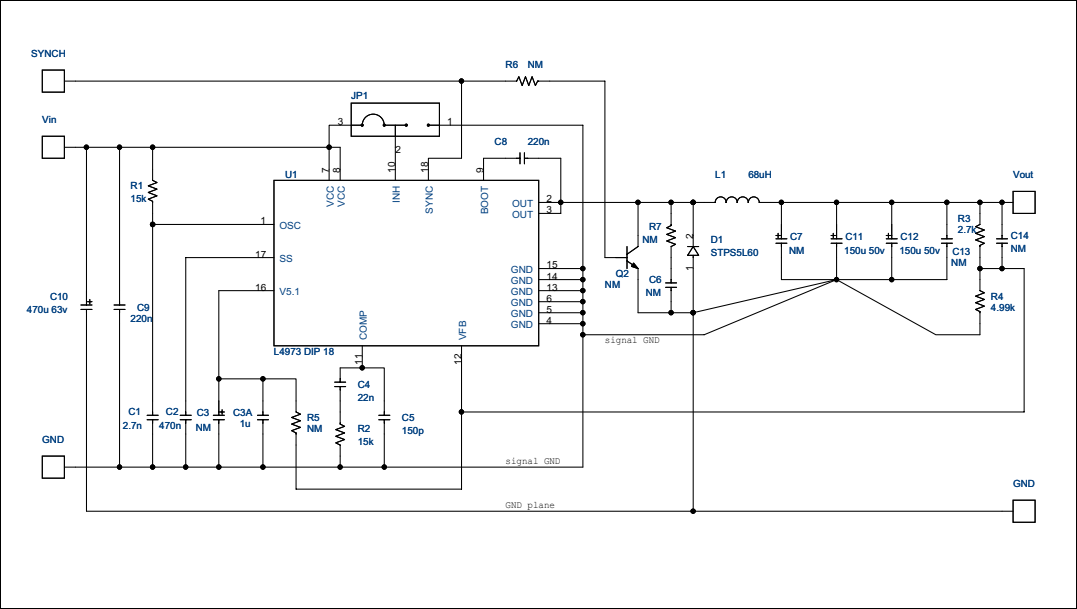 SYNCH
R6 NM
JP1
3
1
2
Vin
C8 220n
7
8
10
18
9
U1
L1 68uH
Vout
R1
15k
VCC
VCC
INH
SYNC
BOOT
OUT
OUT
2
3
1
OSC
R7
NM
2
D1
STPS5L60
1
C7
NM
C11
150u 50v
C12
150u 50v
C13
NM
R3
2.7k
C14
NM
17
SS
16
V5.1
GND 15
GND 14
GND 13
GND 6
GND 5
GND 4
Q2
NM
C6
NM
R4
4.99k
C10
470u 63v
C9
220n
COMP
VFB
signal GND
L4973 DIP 18
11
12
C4
22n
C1
2.7n
C2
470n
C3
NM
C3A
1u
R5
NM
R2
15k
C5
150p
GND
signal GND
GND plane
GND